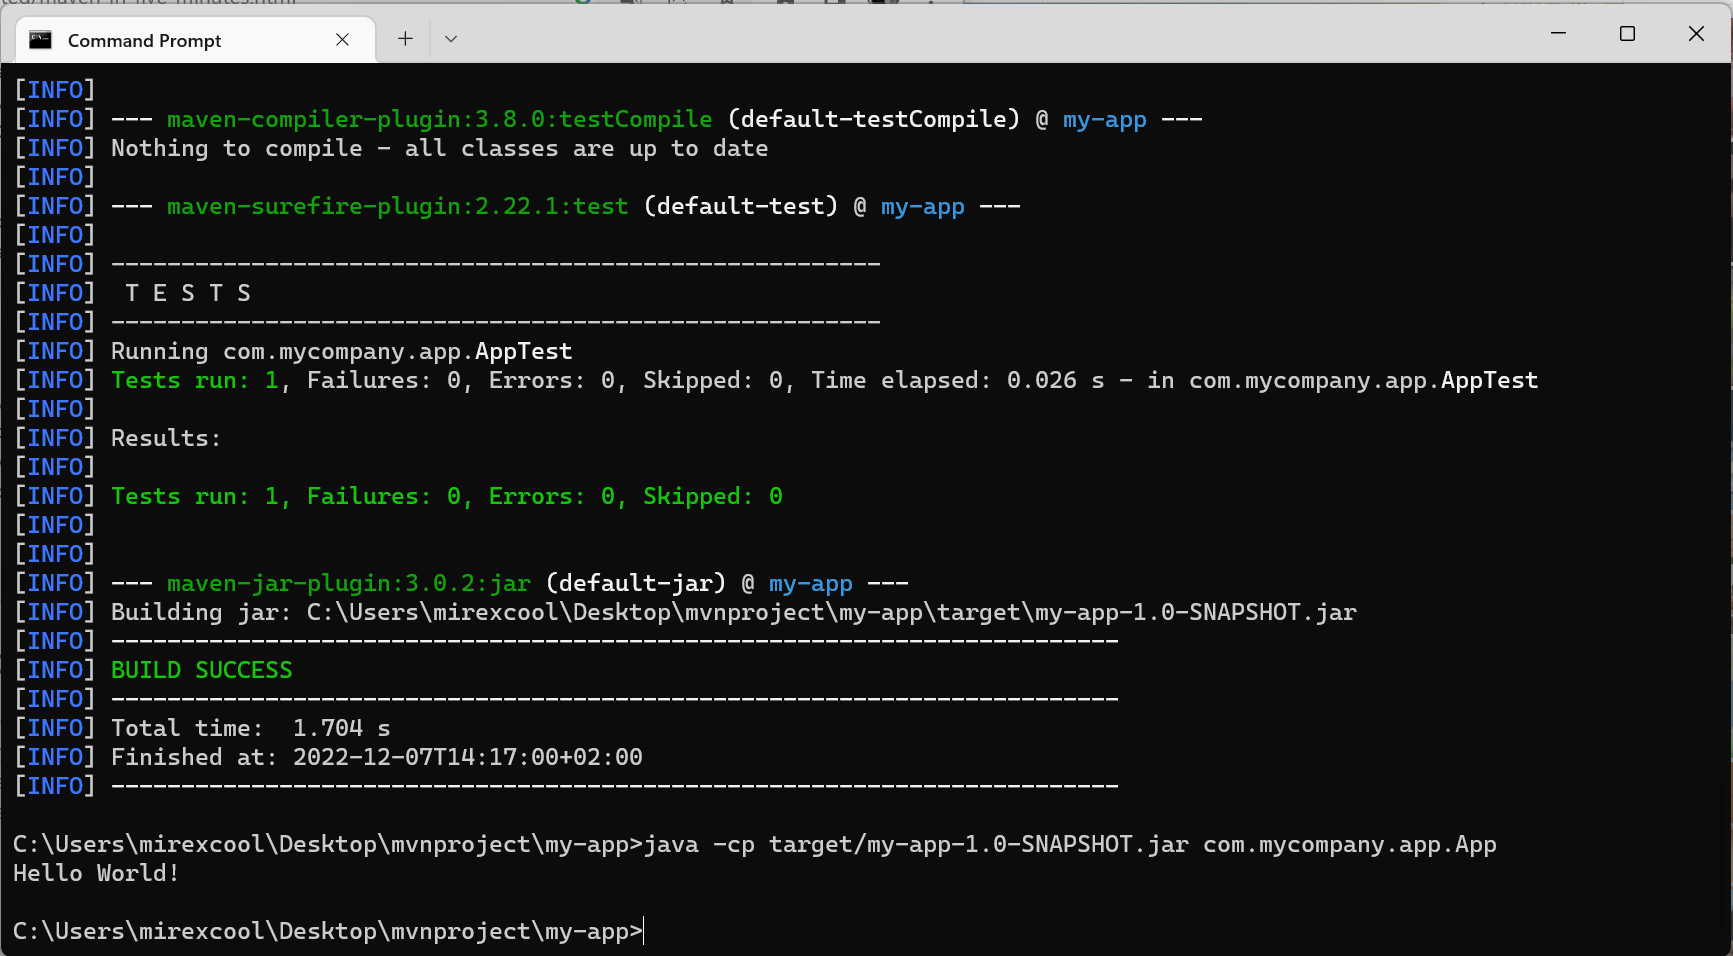 Command Prompt
[INFO]
[INFO] --- maven-compiler-plugin:3.8.0:testCompile (default-testCompile) @ my-app ---
[INFO] Nothing to compile - all classes are up to date
[INFO]
[INFO] --- maven-surefire-plugin:2.22.1:test (default-test) @ my-app ---
[INFO]
[INFO] -------------------------------------------------------
[INFO]  T E S T S
[INFO] -------------------------------------------------------
[INFO] Running com.mycompany.app.AppTest
[INFO] Tests run: 1, Failures: 0, Errors: 0, Skipped: 0, Time elapsed: 0.026 s - in com.mycompany.app.AppTest
[INFO]
[INFO] Results:
[INFO]
[INFO] Tests run: 1, Failures: 0, Errors: 0, Skipped: 0
[INFO]
[INFO]
[INFO] --- maven-jar-plugin:3.0.2:jar (default-jar) @ my-app ---
[INFO] Building jar: C:\Users\mirexcool\Desktop\mvnproject\my-app\target\my-app-1.0-SNAPSHOT.jar
[INFO] ------------------------------------------------------------------------
[INFO] BUILD SUCCESS
[INFO] ------------------------------------------------------------------------
[INFO] Total time:  1.704 s
[INFO] Finished at: 2022-12-07T14:17:00+02:00
[INFO] ------------------------------------------------------------------------
C:\Users\mirexcool\Desktop\mvnproject\my-app>java -cp target/my-app-1.0-SNAPSHOT.jar com.mycompany.app.App
Hello World!
C:\Users\mirexcool\Desktop\mvnproject\my-app>